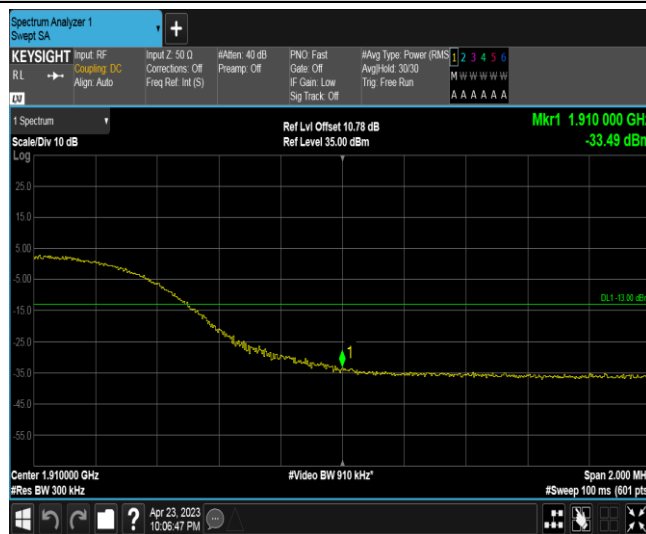 Spectrum Analyzer 1
Swept SA
+
KEYSIGHT
RL
LXI
Input: RF
Coupling: DC
Align: Auto
Input Z: 50 Ω
Corrections: Off
Freq Ref: Int (S)
#Atten: 40 dB
Preamp: Off
PNO: Fast
Gate: Off
IF Gain: Low
Sig Track: Off
#Avg Type: Power (RMS
Avg|Hold: 30/30
Trig: Free Run
1 2 3 4 5 6
M W W W W W
A A A A A A
1 Spectrum
Scale/Div 10 dB
Log
Ref Lvl Offset 10.78 dB
Ref Level 35.00 dBm
Mkr1 1.910 000 GHz
-33.49 dBm
25.0
15.0
5.00
-5.00
-15.0
-25.0
-35.0
-45.0
-55.0
DL1 -13.00 dBm
1
Center 1.910000 GHz
#Res BW 300 kHz
#Video BW 910 kHz*
Span 2.000 MH
#Sweep 100 ms (601 pts
?
Apr 23, 2023
10:06:47 PM